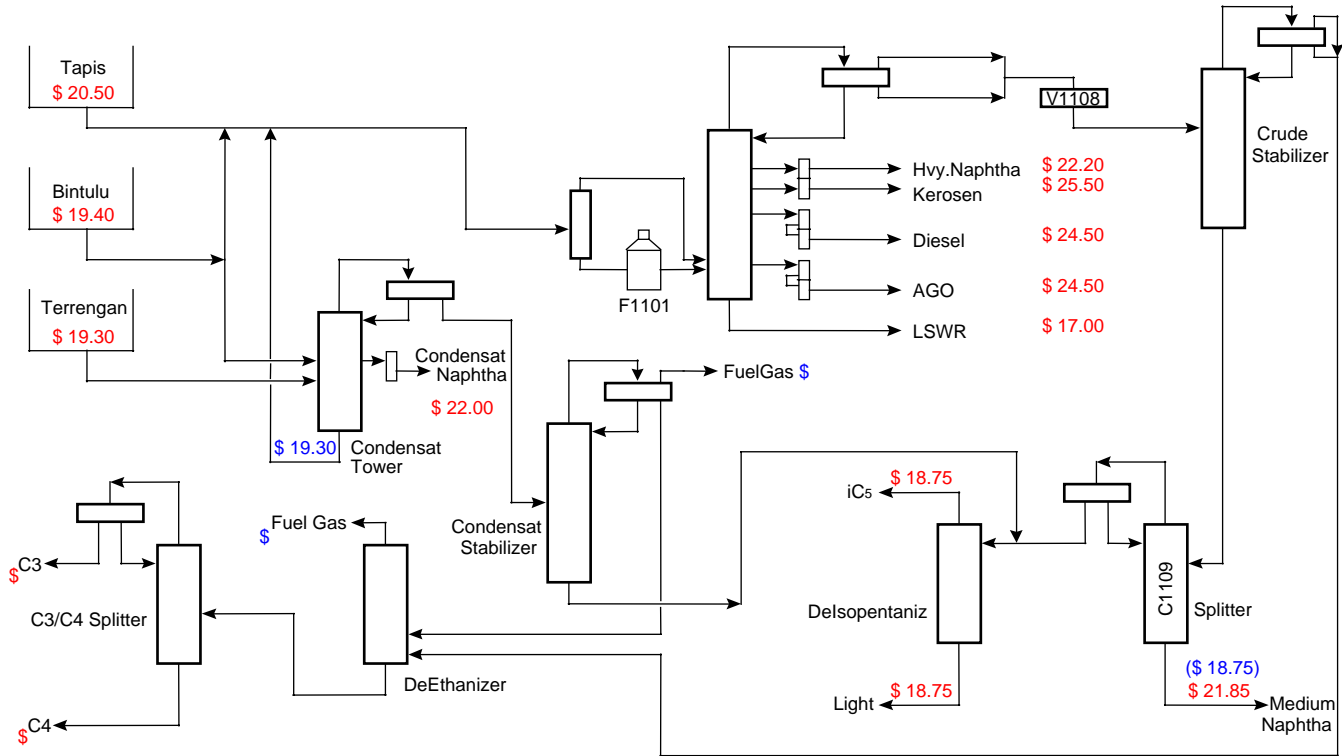 Tapis
$ 20.50
V1108
Crude
Stabilizer
Hvy.Naphtha $ 22.20
Kerosen $ 25.50
Bintulu
$ 19.40
Diesel $ 24.50
F1101
AGO $ 24.50
Terrengan
$ 19.30
LSWR $ 17.00
Condensat
Naphtha
$ 22.00
FuelGas $
$ 19.30
Condensat
Tower
$ 18.75
iC5
Fuel Gas
$
Condensat
Stabilizer
C3
$
C1109
C3/C4 Splitter
DeIsopentaniz
Splitter
DeEthanizer
($ 18.75)
Light $ 18.75
$ 21.85
Medium
Naphtha
C4
$